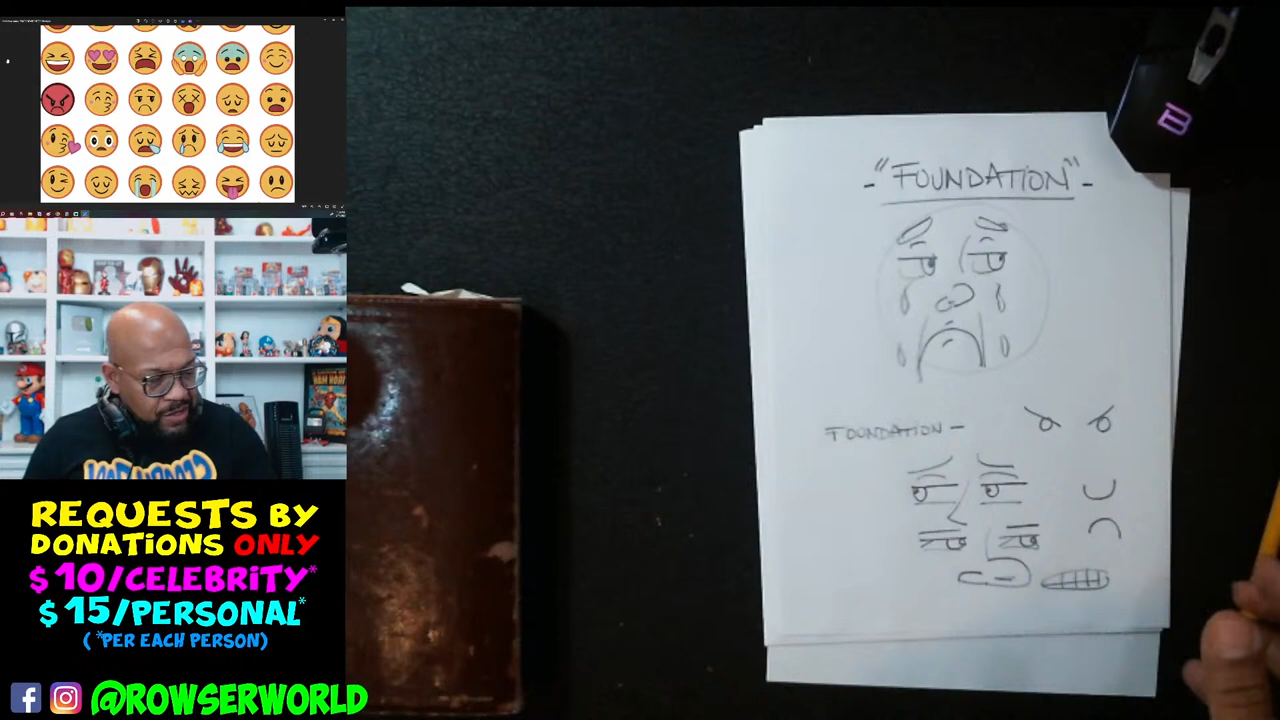 REQUESTS BY
DONATIONS ONLY
$10/CELEBRITY*
$15/PERSONAL*
(*PER EACH PERSON)
@ROWSERWORLD
- "FOUNDATION" -
FOUNDATION -